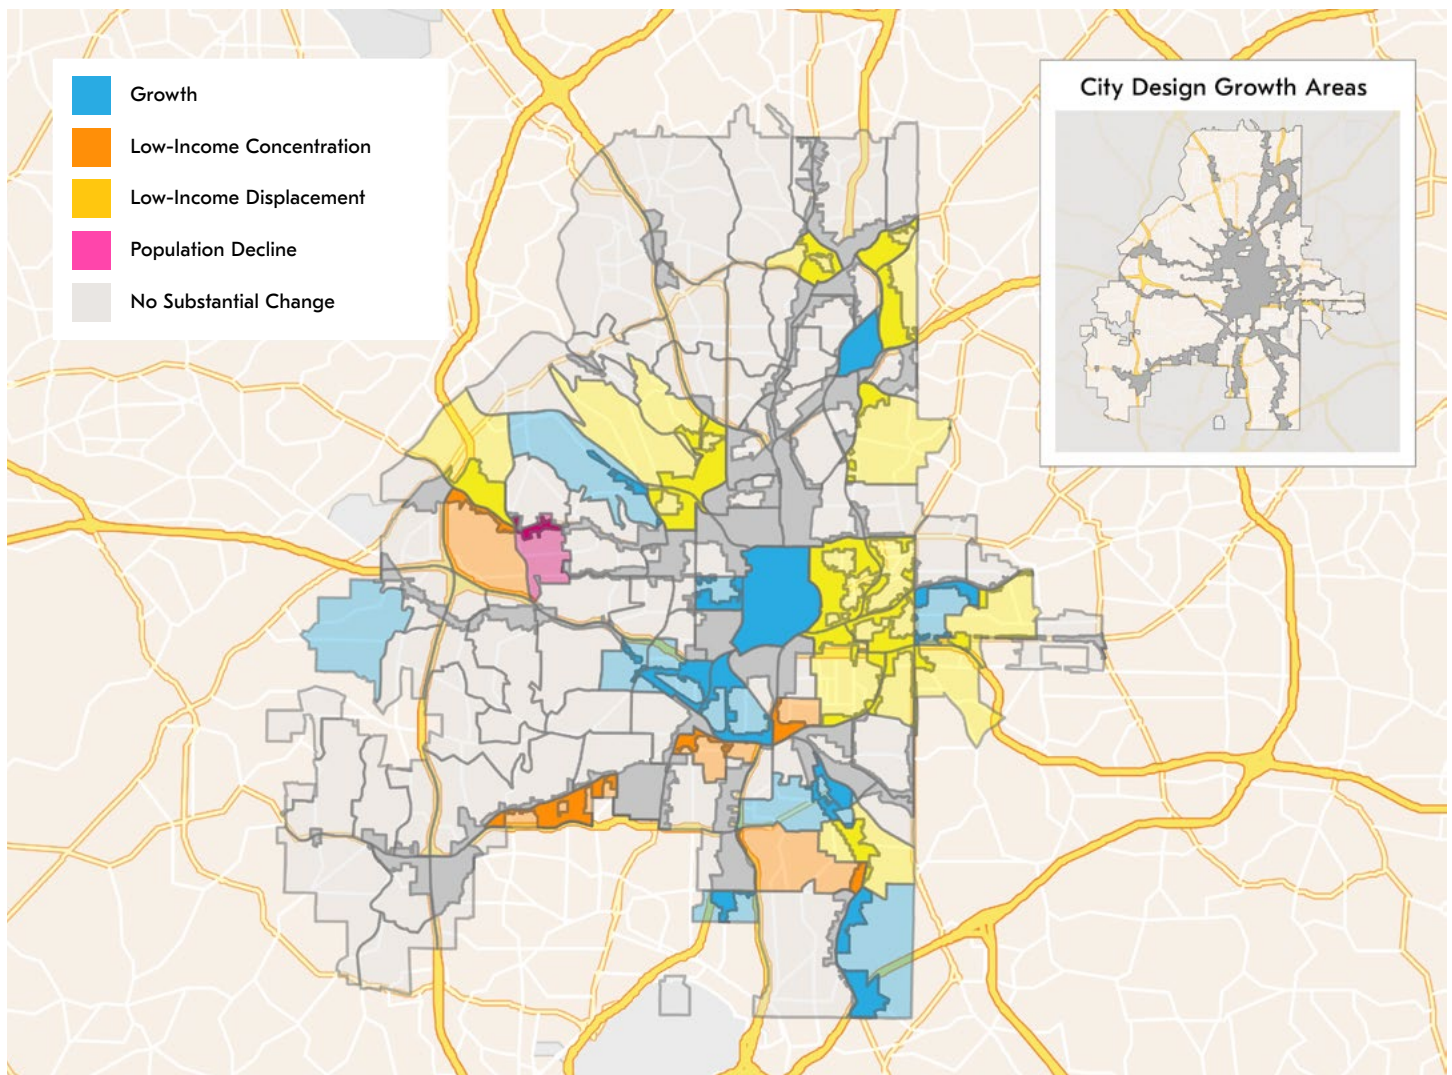 Growth
Low-Income Concentration
Low-Income Displacement
Population Decline
No Substantial Change
City Design Growth Areas